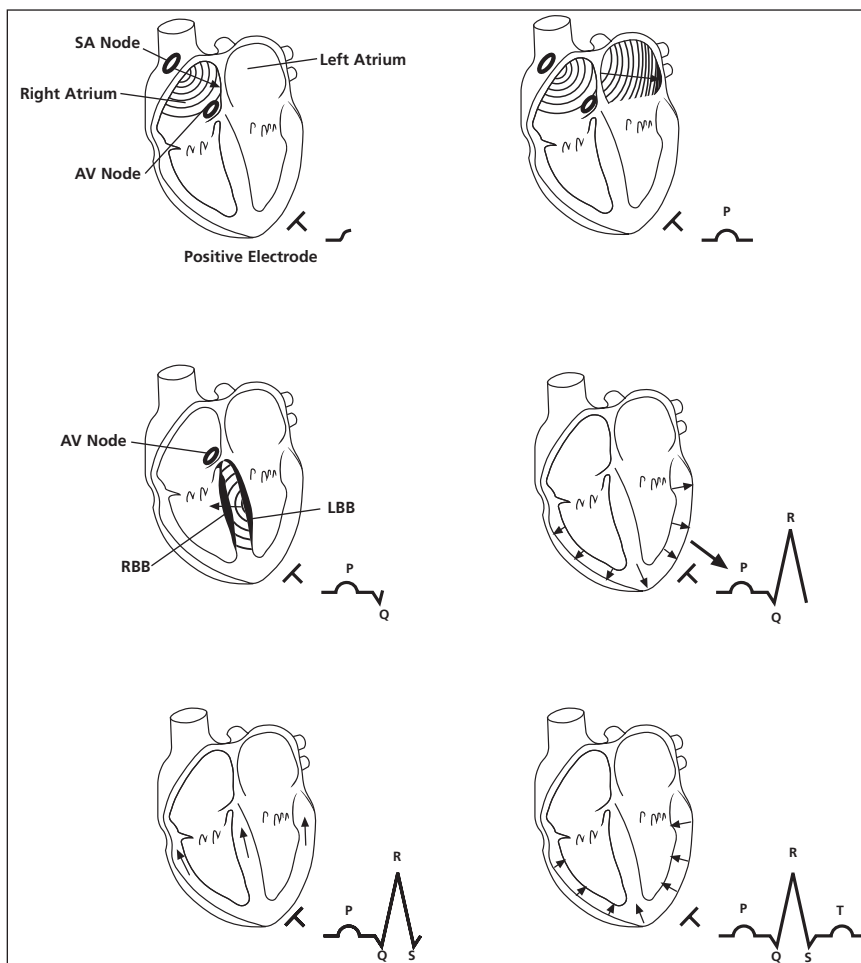 SA Node
Left Atrium
Right Atrium
AV Node
Positive Electrode
P
AV Node
LBB
RBB
P
Q
R
P
Q
R
P
Q
S
R
P
T
Q
S